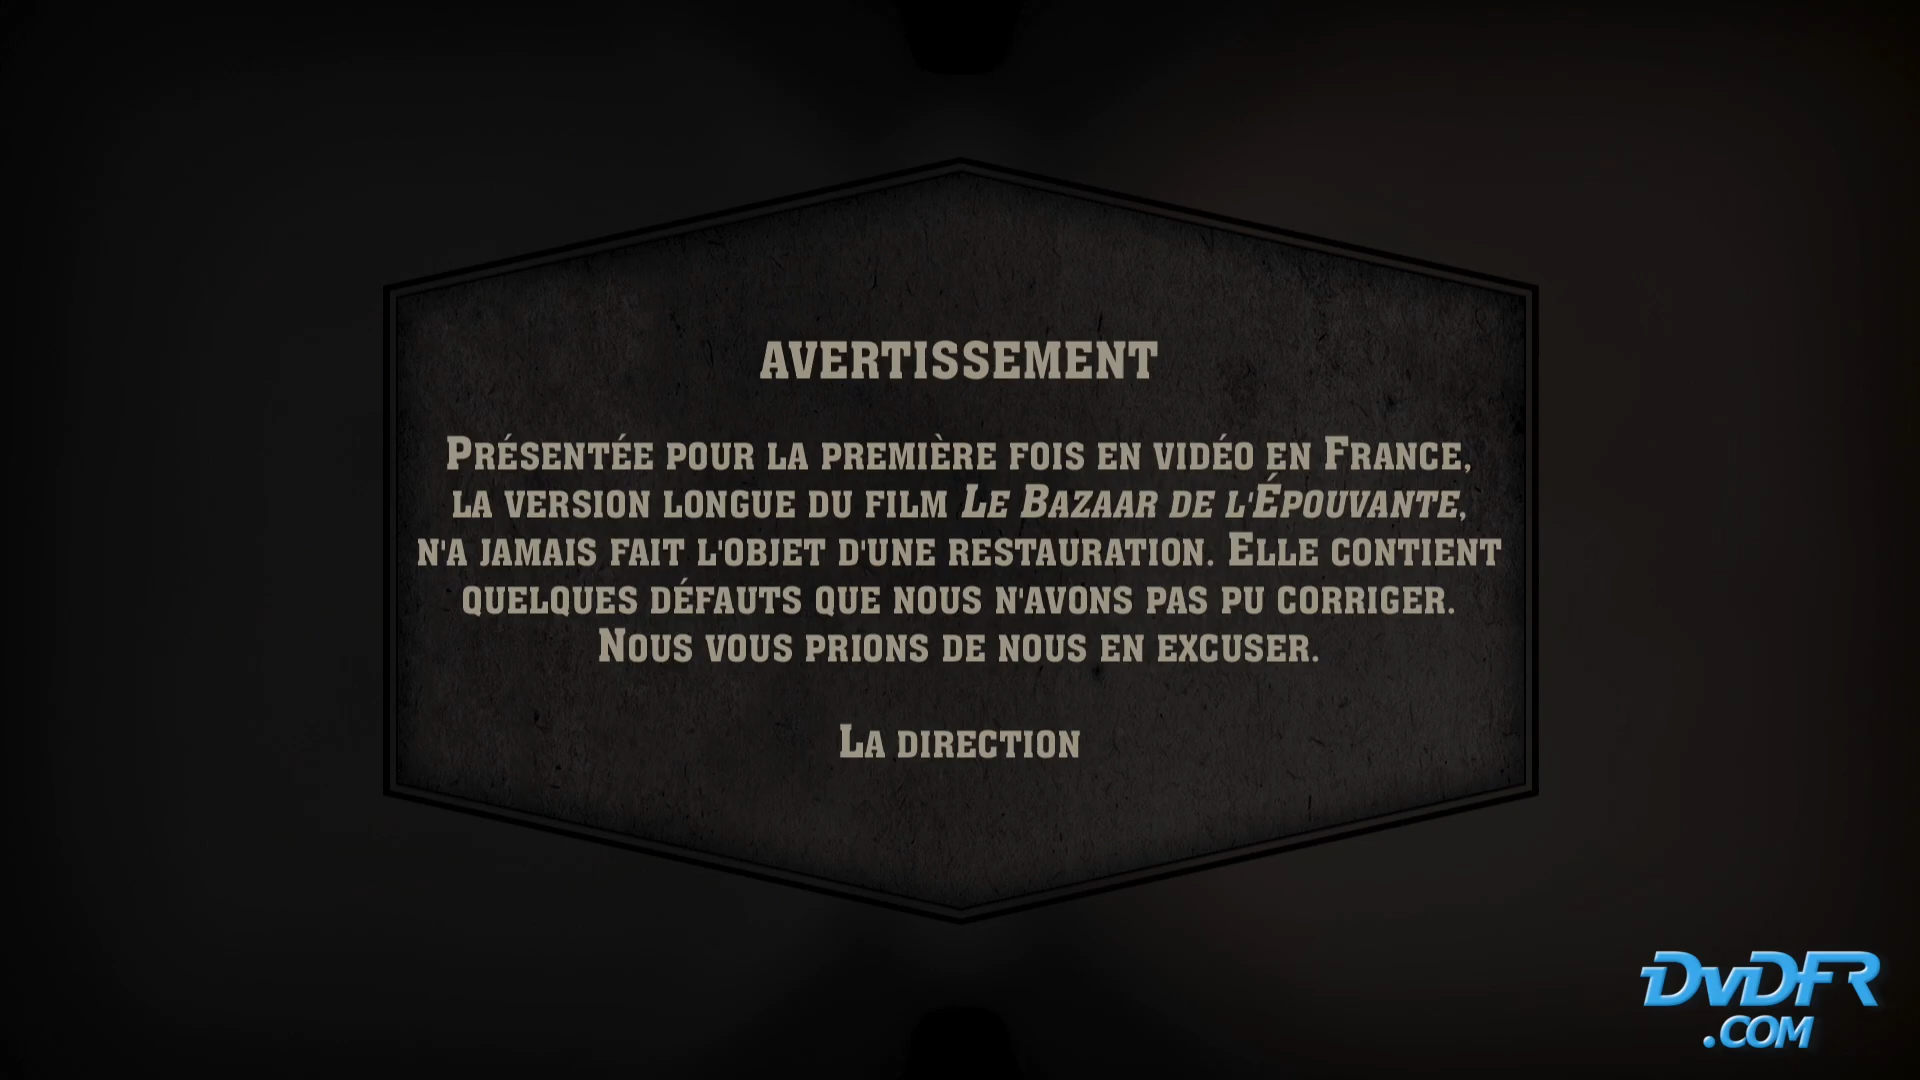 AVERTISSEMENT
PRÉSENTÉE POUR LA PREMIÈRE FOIS EN VIDÉO EN FRANCE,
LA VERSION LONGUE DU FILM LE BAZAAR DE L'ÉPOUVANTE,
N'A JAMAIS FAIT L'OBJET D'UNE RESTAURATION. ELLE CONTIENT
QUELQUES DÉFAUTS QUE NOUS N'AVONS PAS PU CORRIGER.
NOUS VOUS PRIONS DE NOUS EN EXCUSER.
LA DIRECTION
DVDFR
.COM